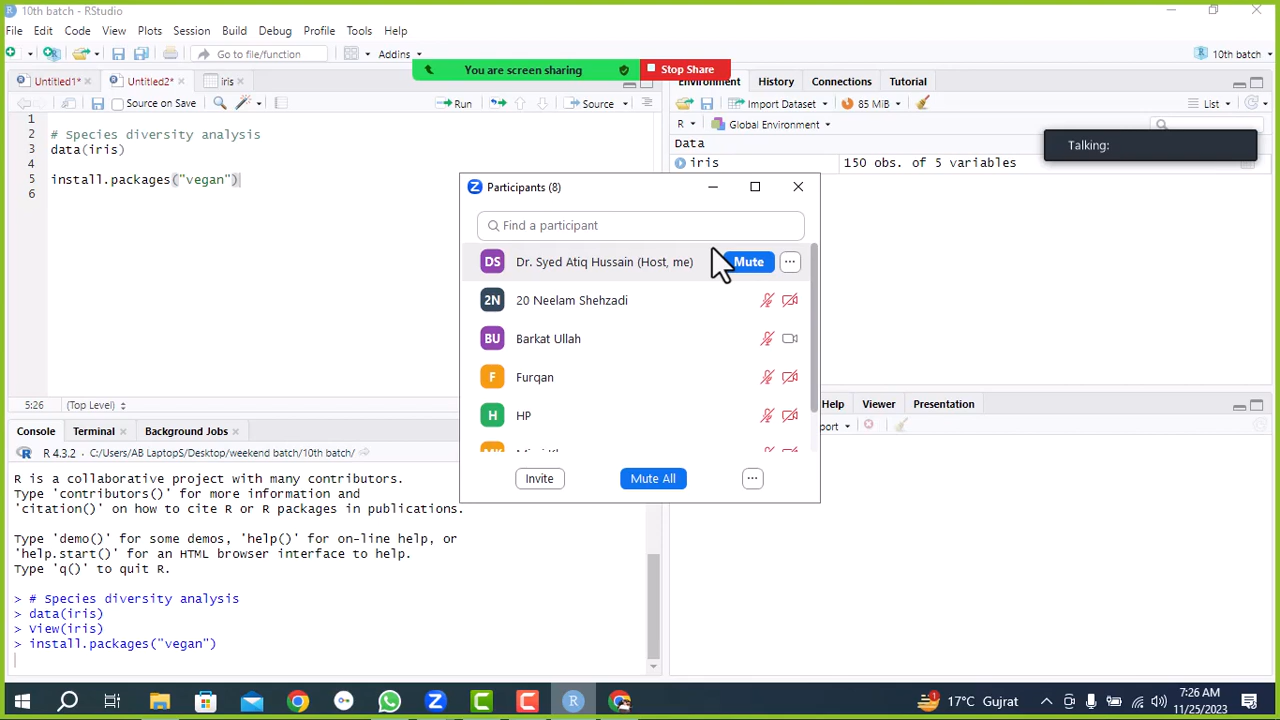 10th batch - RStudio
File Edit Code View Plots Session Build Debug Profile Tools Help
Go to file/function Addins 10th batch
You are screen sharing Stop Share
Untitled1* Untitled2* iris
Source on Save Run Source
1
2 # Species diversity analysis
3 data(iris)
4
5 install.packages("vegan")
6
5:26 (Top Level)
Environment History Connections Tutorial
Import Dataset 85 MiB List
R Global Environment
Data
iris 150 obs. of 5 variables
Talking:
Participants (8)
Find a participant
DS Dr. Syed Atiq Hussain (Host, me) Mute
2N 20 Neelam Shehzadi
BU Barkat Ullah
F Furqan
H HP
Invite Mute All
Help Viewer Presentation
Console Terminal Background Jobs
R 4.3.2 · C:/Users/AB LaptopS/Desktop/weekend batch/10th batch/
R is a collaborative project with many contributors.
Type 'contributors()' for more information and
'citation()' on how to cite R or R packages in publications.
Type 'demo()' for some demos, 'help()' for on-line help, or
'help.start()' for an HTML browser interface to help.
Type 'q()' to quit R.
> # Species diversity analysis
> data(iris)
> View(iris)
> install.packages("vegan")
17°C Gujrat
7:26 AM
11/25/2023